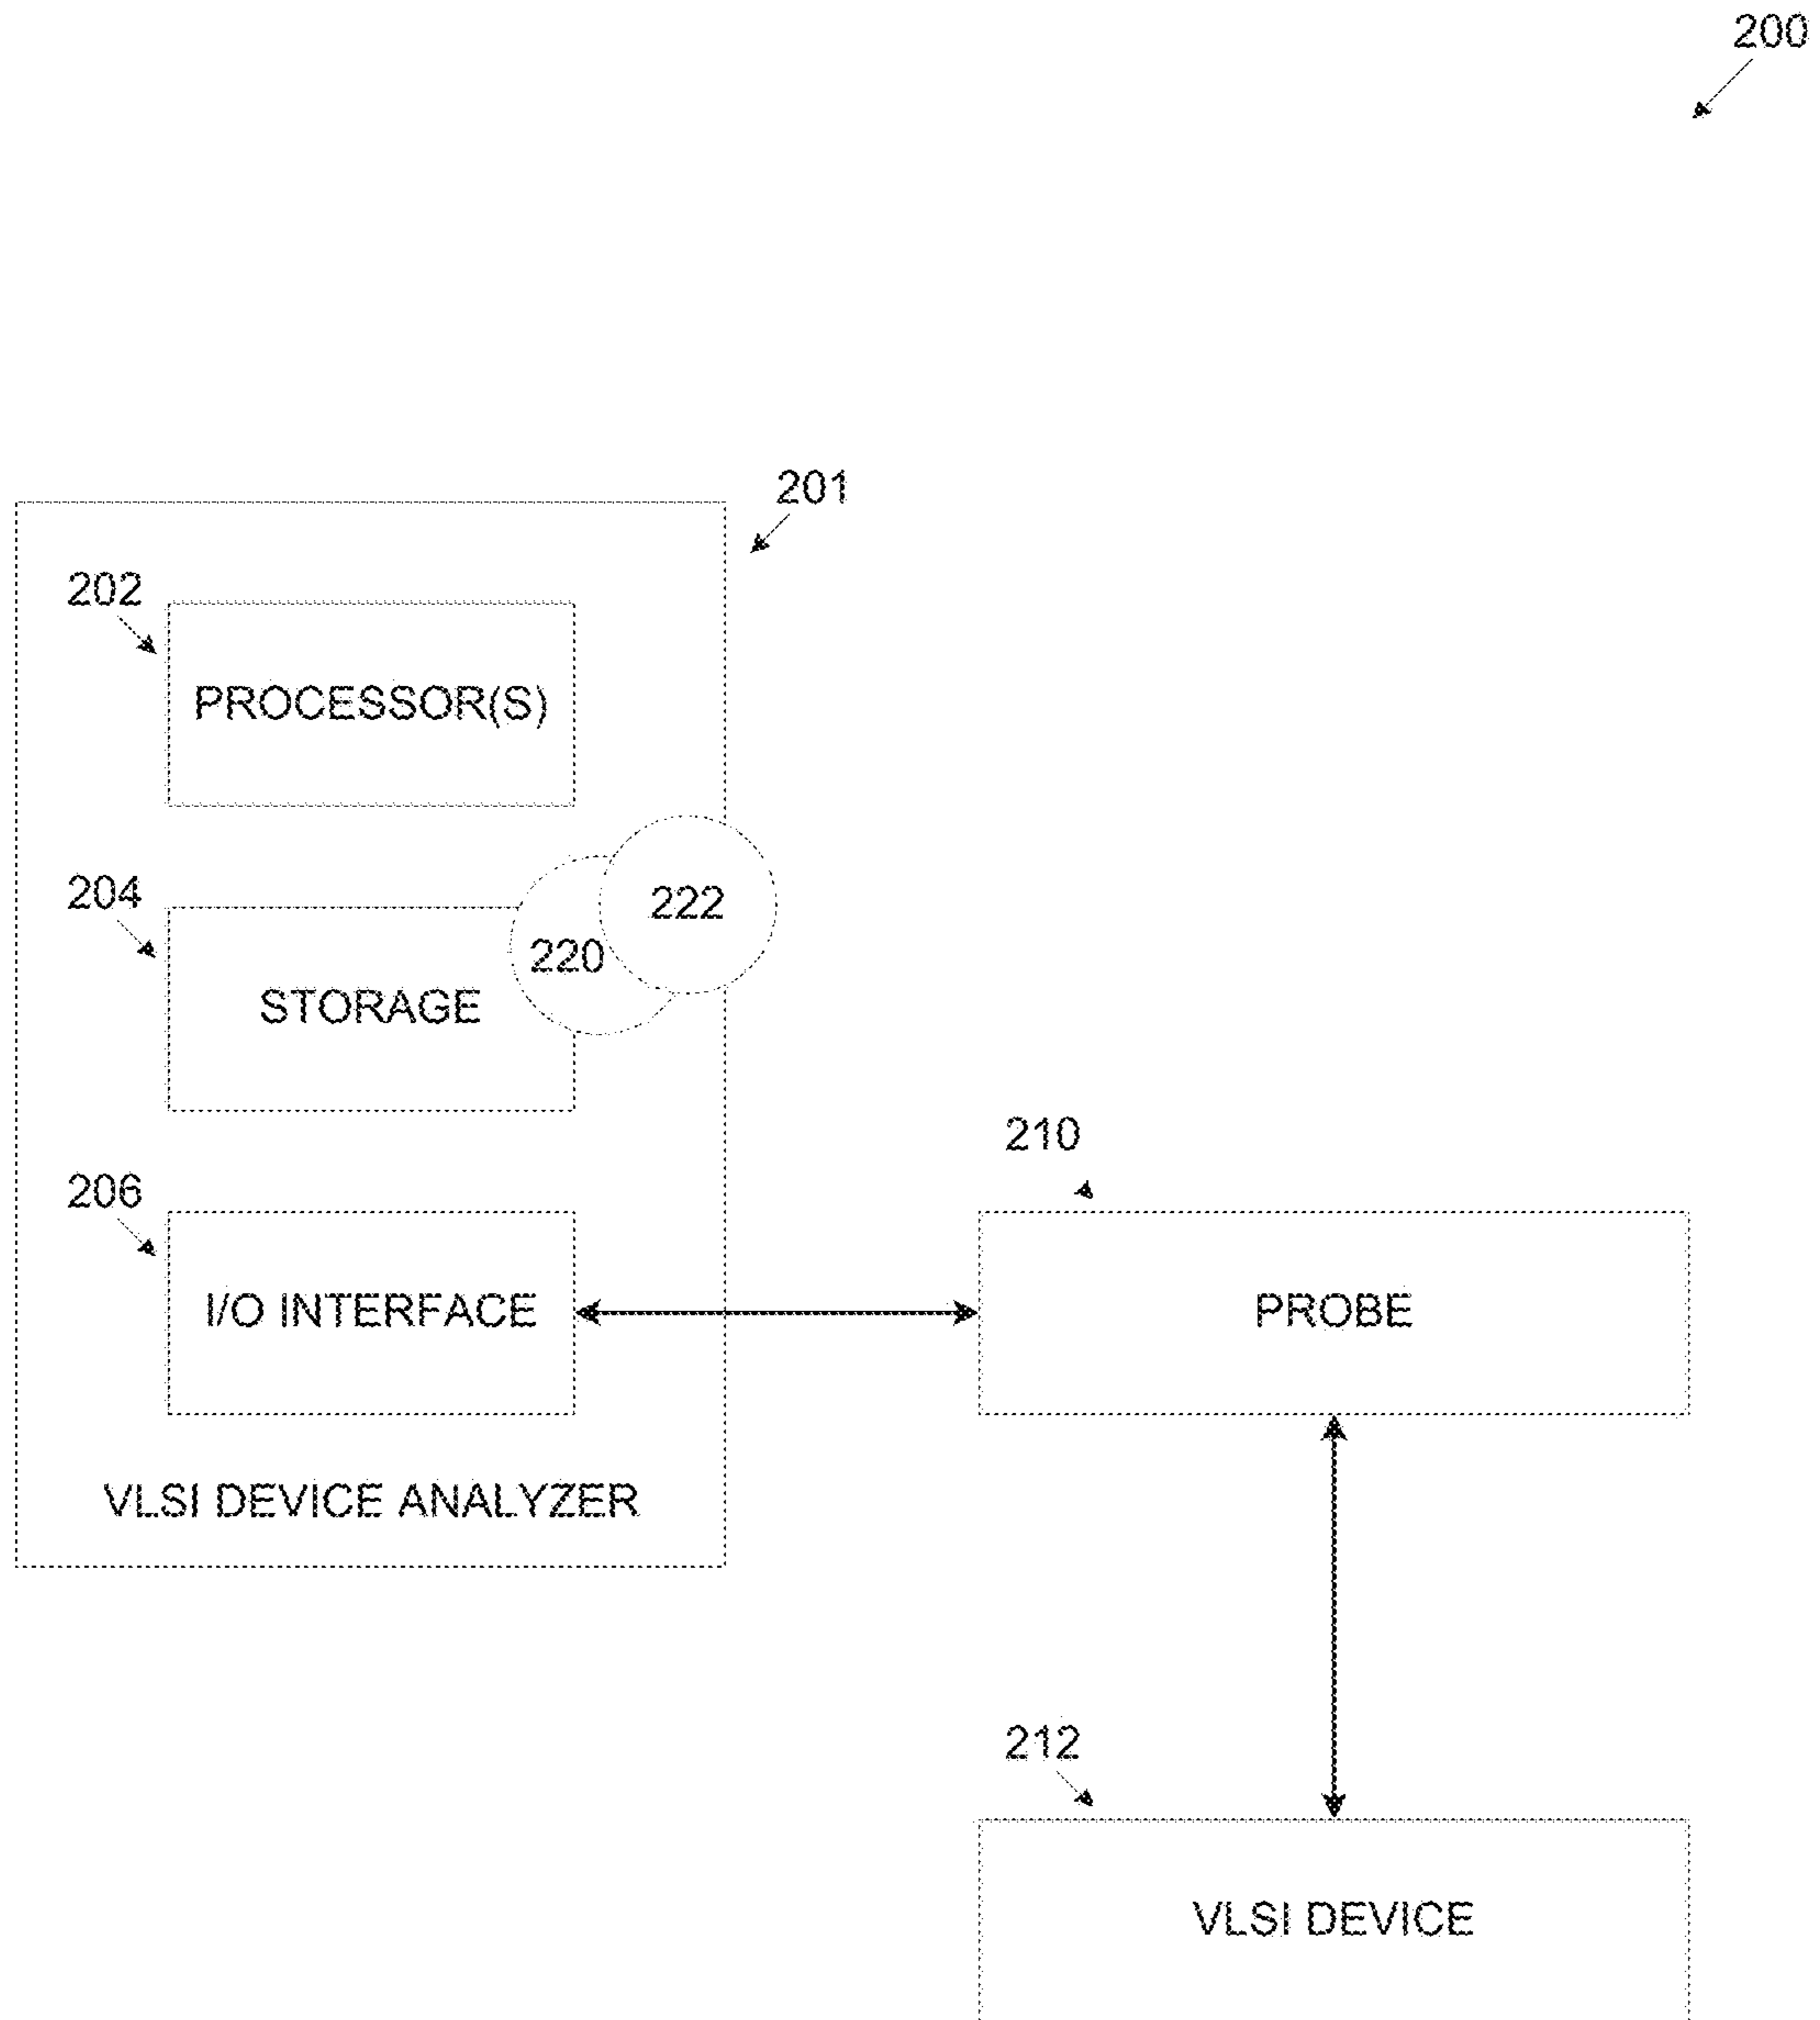 200
201
202
PROCESSOR(S)
204
222
220
STORAGE
210
206
I/O INTERFACE
PROBE
VLSI DEVICE ANALYZER
212
VLSI DEVICE